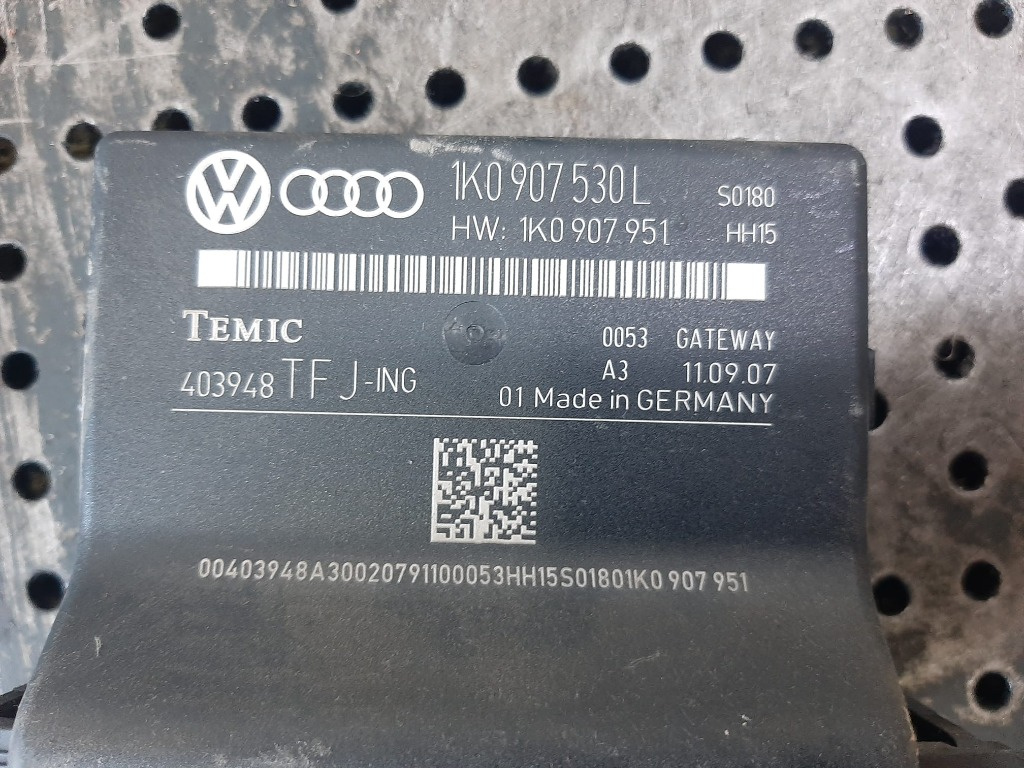 1K0 907 530 L S0180
HW: 1K0 907 951 HH15
TEMIC 0053 GATEWAY
403948 TFJ-ING A3 11.09.07
01 Made in GERMANY
00403948A30020791100053HH15S01801K0 907 951